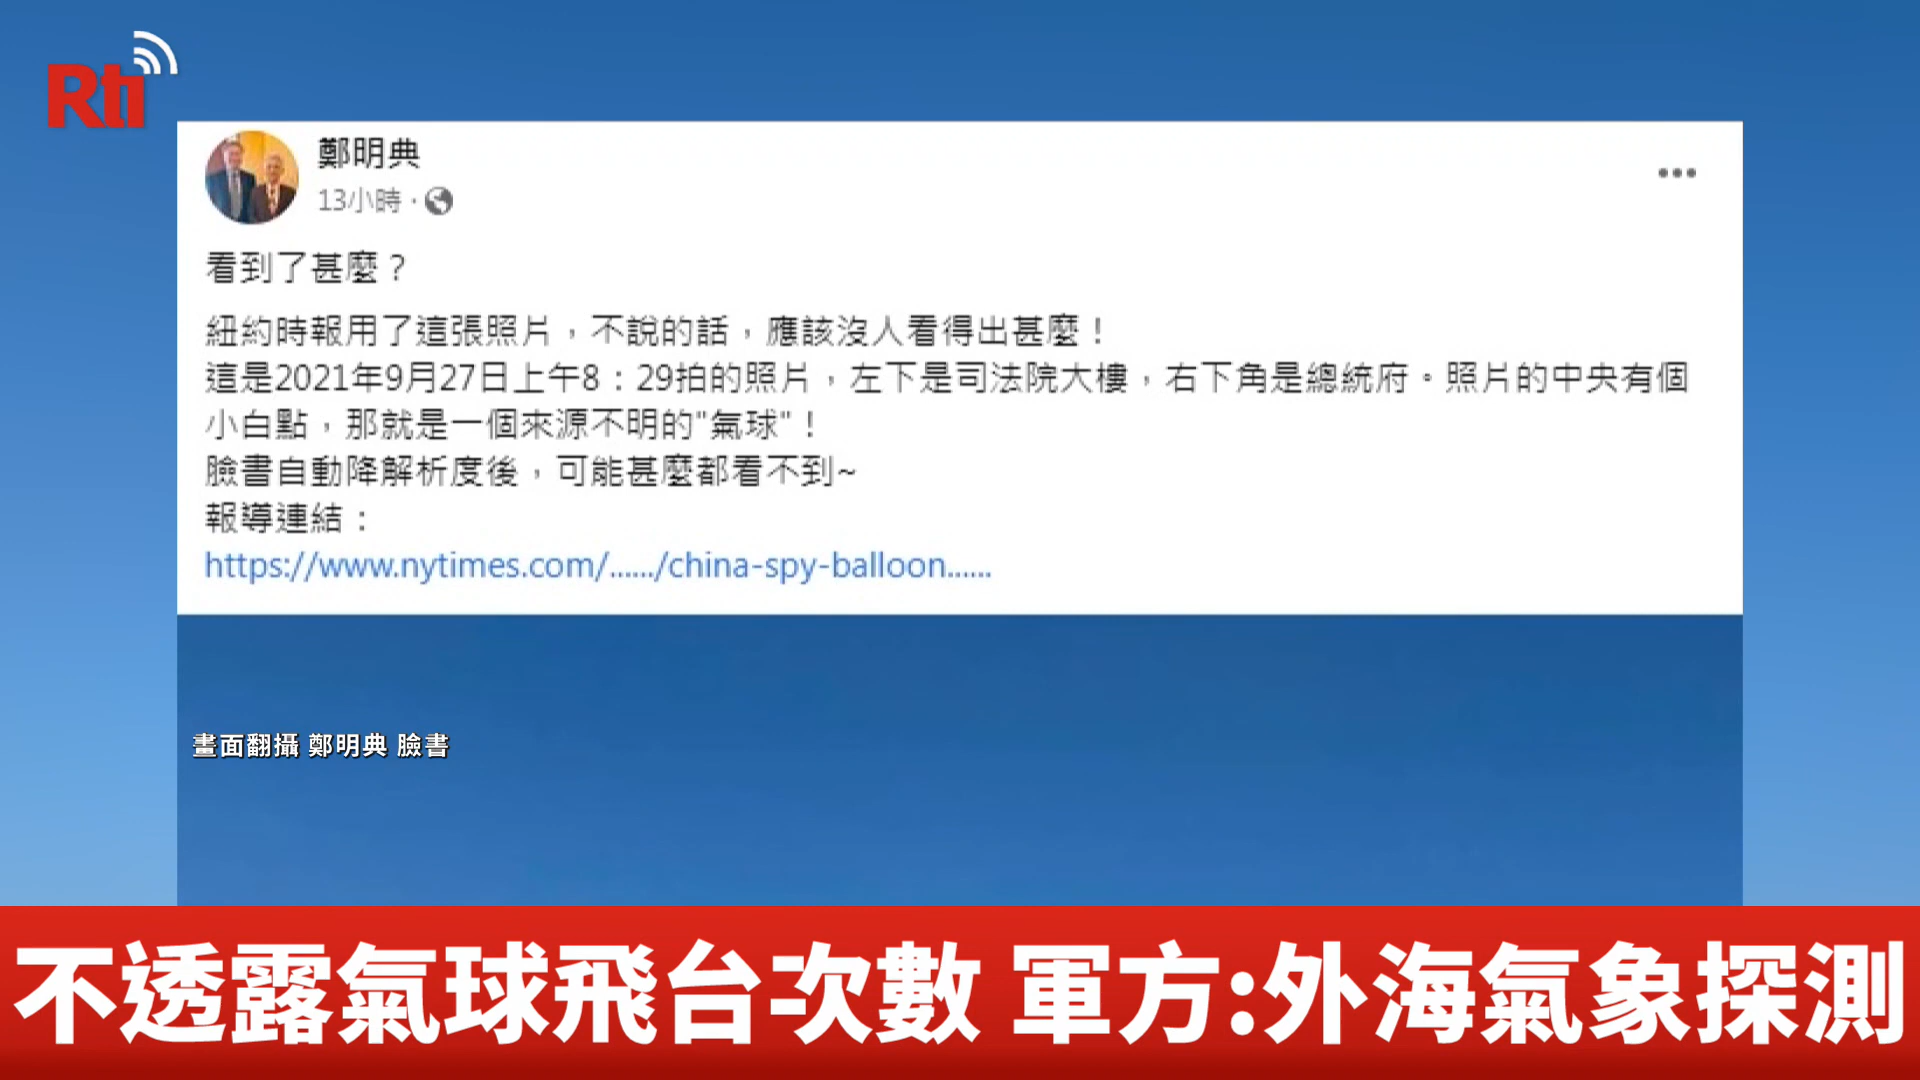 Rti
鄭明典
13小時·
看到了甚麼？
紐約時報用了這張照片，不說的話，應該沒人看得出甚麼！
這是2021年9月27日上午8：29拍的照片，左下是司法院大樓，右下角是總統府。照片的中央有個
小白點，那就是一個來源不明的"氣球"！
臉書自動降解析度後，可能甚麼都看不到~
報導連結：
https://www.nytimes.com/....../china-spy-balloon......
畫面翻攝 鄭明典 臉書
不透露氣球飛台次數 軍方:外海氣象探測